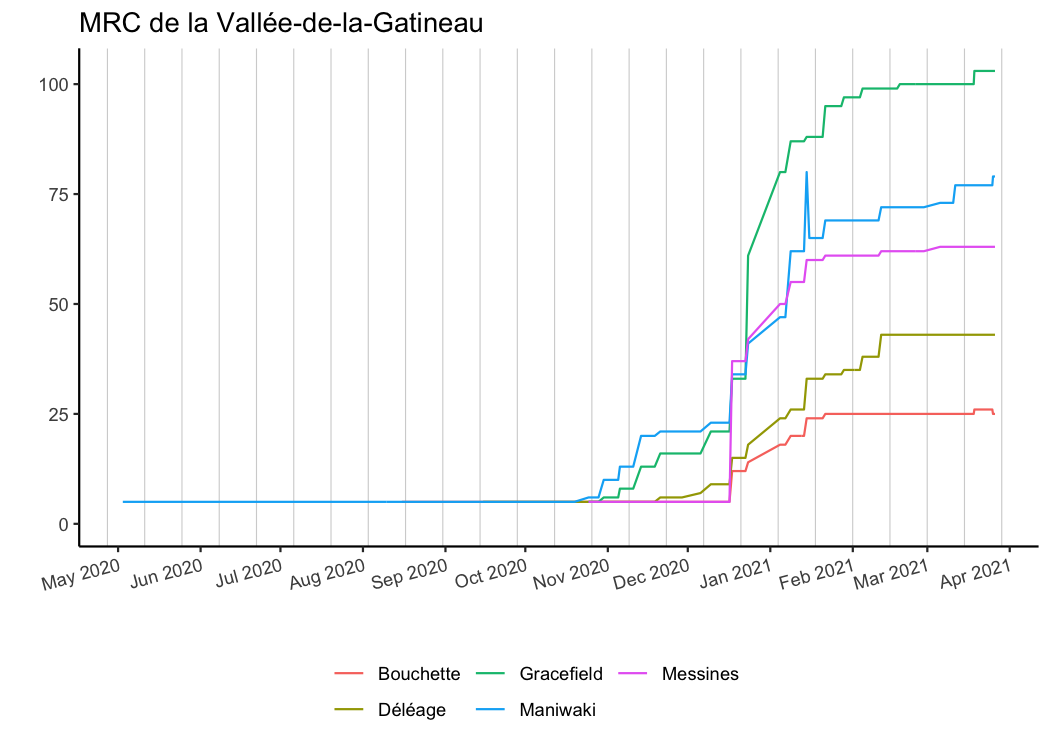 MRC de la Vallée-de-la-Gatineau
100
75
50
25
0
May 2020 Jun 2020 Jul 2020 Aug 2020 Sep 2020 Oct 2020 Nov 2020 Dec 2020 Jan 2021 Feb 2021 Mar 2021 Apr 2021
Bouchette Gracefield Messines
Déléage Maniwaki